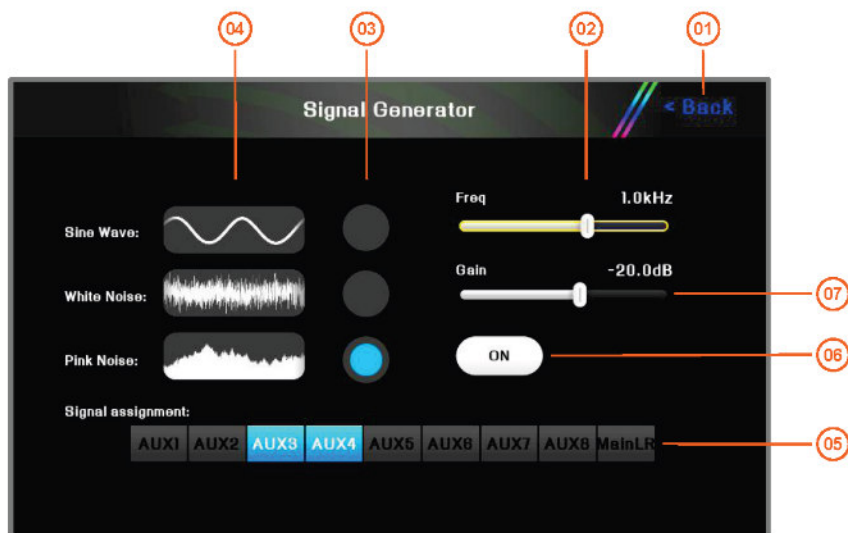 04 03 02 01
Signal Generator
< Back
Freq 1.0kHz
Sine Wave:
Gain -20.0dB
White Noise:
07
Pink Noise:
ON
06
Signal assignment:
AUX1 AUX2 AUX3 AUX4 AUX5 AUX6 AUX7 AUX8 MainLR
05